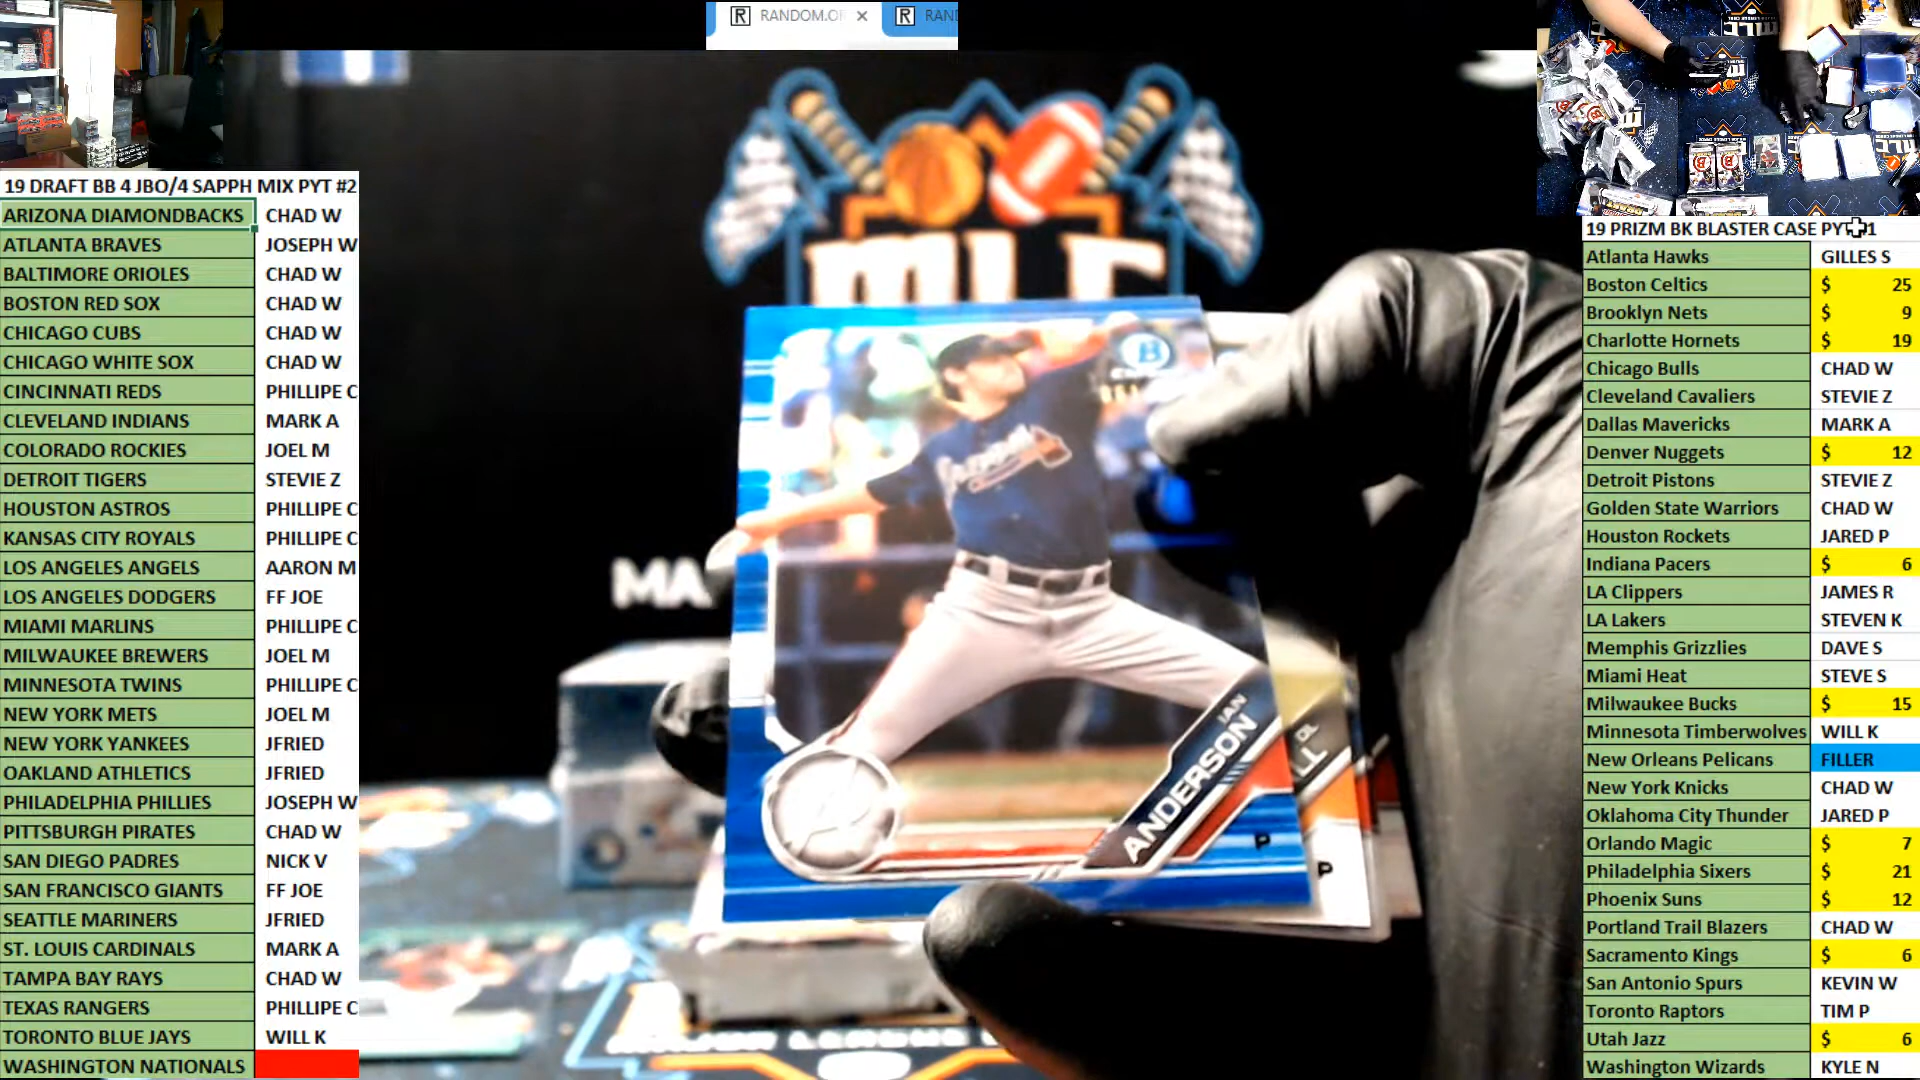 RANDOM.OR
RAND
19 DRAFT BB 4 JBO/4 SAPPH MIX PYT #2
ARIZONA DIAMONDBACKS CHAD W
ATLANTA BRAVES JOSEPH W
BALTIMORE ORIOLES CHAD W
BOSTON RED SOX CHAD W
CHICAGO CUBS CHAD W
CHICAGO WHITE SOX CHAD W
CINCINNATI REDS PHILLIPE C
CLEVELAND INDIANS MARK A
COLORADO ROCKIES JOEL M
DETROIT TIGERS STEVIE Z
HOUSTON ASTROS PHILLIPE C
KANSAS CITY ROYALS PHILLIPE C
LOS ANGELES ANGELS AARON M
LOS ANGELES DODGERS FF JOE
MIAMI MARLINS PHILLIPE C
MILWAUKEE BREWERS JOEL M
MINNESOTA TWINS PHILLIPE C
NEW YORK METS JOEL M
NEW YORK YANKEES JFRIED
OAKLAND ATHLETICS JFRIED
PHILADELPHIA PHILLIES JOSEPH W
PITTSBURGH PIRATES CHAD W
SAN DIEGO PADRES NICK V
SAN FRANCISCO GIANTS FF JOE
SEATTLE MARINERS JFRIED
ST. LOUIS CARDINALS MARK A
TAMPA BAY RAYS CHAD W
TEXAS RANGERS PHILLIPE C
TORONTO BLUE JAYS WILL K
WASHINGTON NATIONALS
MLC
MA
Braves
IAN
ANDERSON
P
LL
P
19 PRIZM BK BLASTER CASE PYT #1
Atlanta Hawks GILLES S
Boston Celtics $ 25
Brooklyn Nets $ 9
Charlotte Hornets $ 19
Chicago Bulls CHAD W
Cleveland Cavaliers STEVIE Z
Dallas Mavericks MARK A
Denver Nuggets $ 12
Detroit Pistons STEVIE Z
Golden State Warriors CHAD W
Houston Rockets JARED P
Indiana Pacers $ 6
LA Clippers JAMES R
LA Lakers STEVEN K
Memphis Grizzlies DAVE S
Miami Heat STEVE S
Milwaukee Bucks $ 15
Minnesota Timberwolves WILL K
New Orleans Pelicans FILLER
New York Knicks CHAD W
Oklahoma City Thunder JARED P
Orlando Magic $ 7
Philadelphia Sixers $ 21
Phoenix Suns $ 12
Portland Trail Blazers CHAD W
Sacramento Kings $ 6
San Antonio Spurs KEVIN W
Toronto Raptors TIM P
Utah Jazz $ 6
Washington Wizards KYLE N